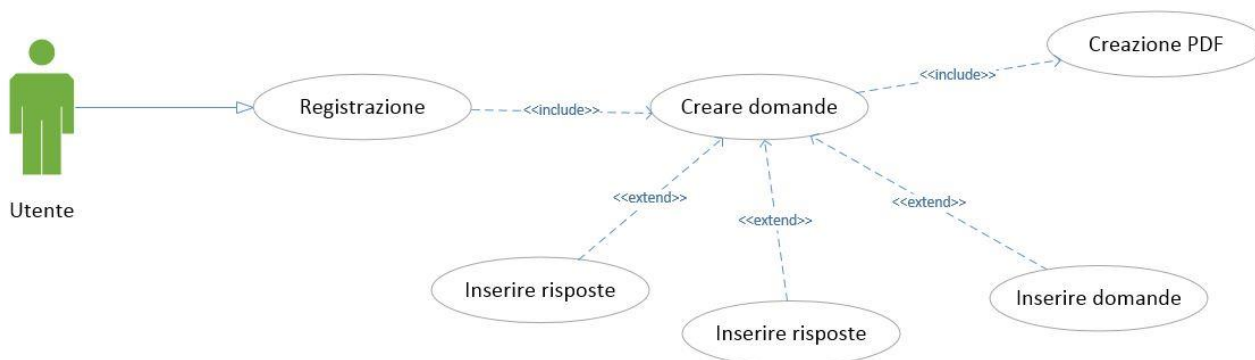 Creazione PDF
<<include>>
Registrazione
<<include>>
Creare domande
Utente
<<extend>>
<<extend>>
<<extend>>
Inserire risposte
Inserire risposte
Inserire domande